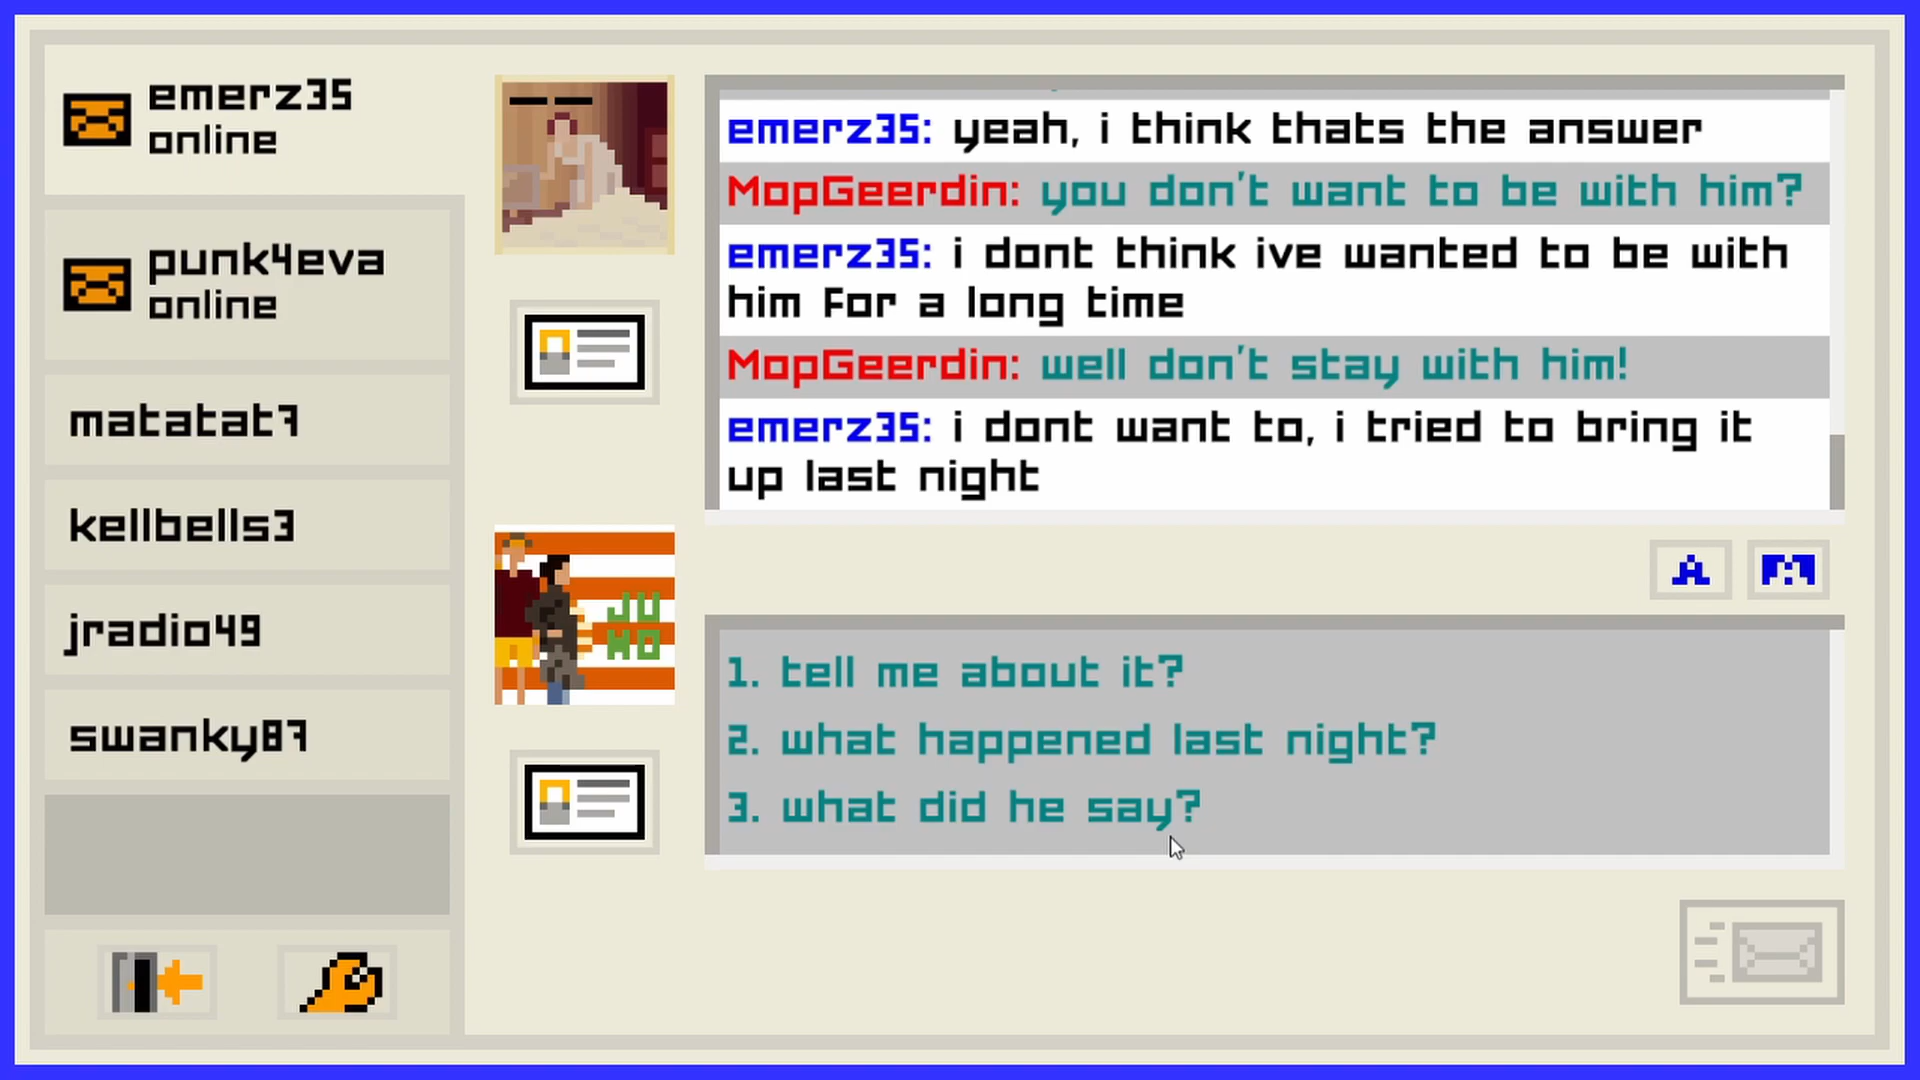 emerz35
online
punk4eva
online
matatat7
kellbells3
jradio49
swanky87
emerz35: yeah, i think thats the answer
MopGeerdin: you don't want to be with him?
emerz35: i dont think ive wanted to be with
him for a long time
MopGeerdin: well don't stay with him!
emerz35: i dont want to, i tried to bring it
up last night
JU
NO
A
1. tell me about it?
2. what happened last night?
3. what did he say?